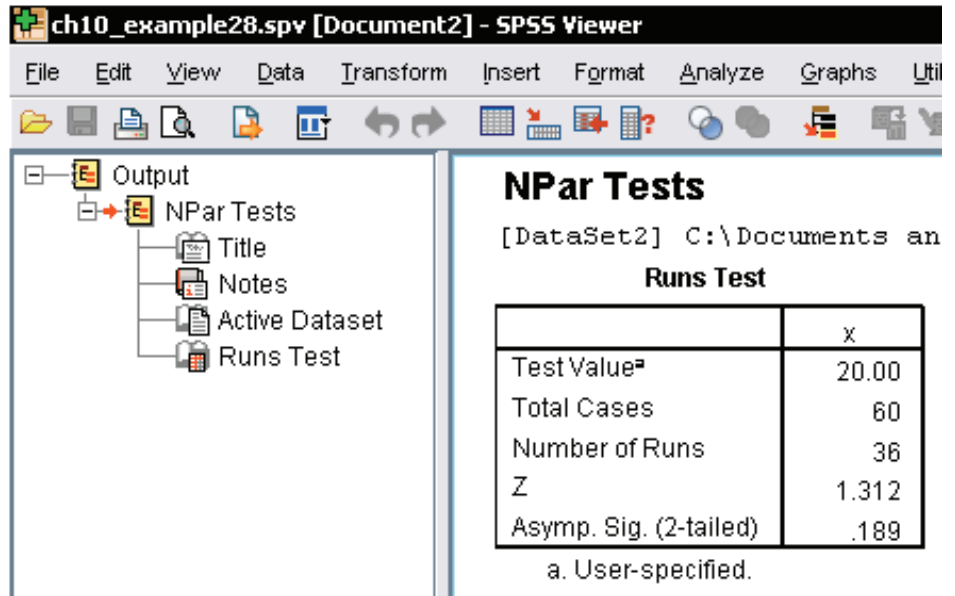 ch10_example28.spv [Document2] - SPSS Viewer
File Edit View Data Transform Insert Format Analyze Graphs Util
Output
NPar Tests
Title
Notes
Active Dataset
Runs Test
NPar Tests
[DataSet2] C:\Documents an
Runs Test
x
Test Valueª 20.00
Total Cases 60
Number of Runs 36
Z 1.312
Asymp. Sig. (2-tailed) .189
a. User-specified.